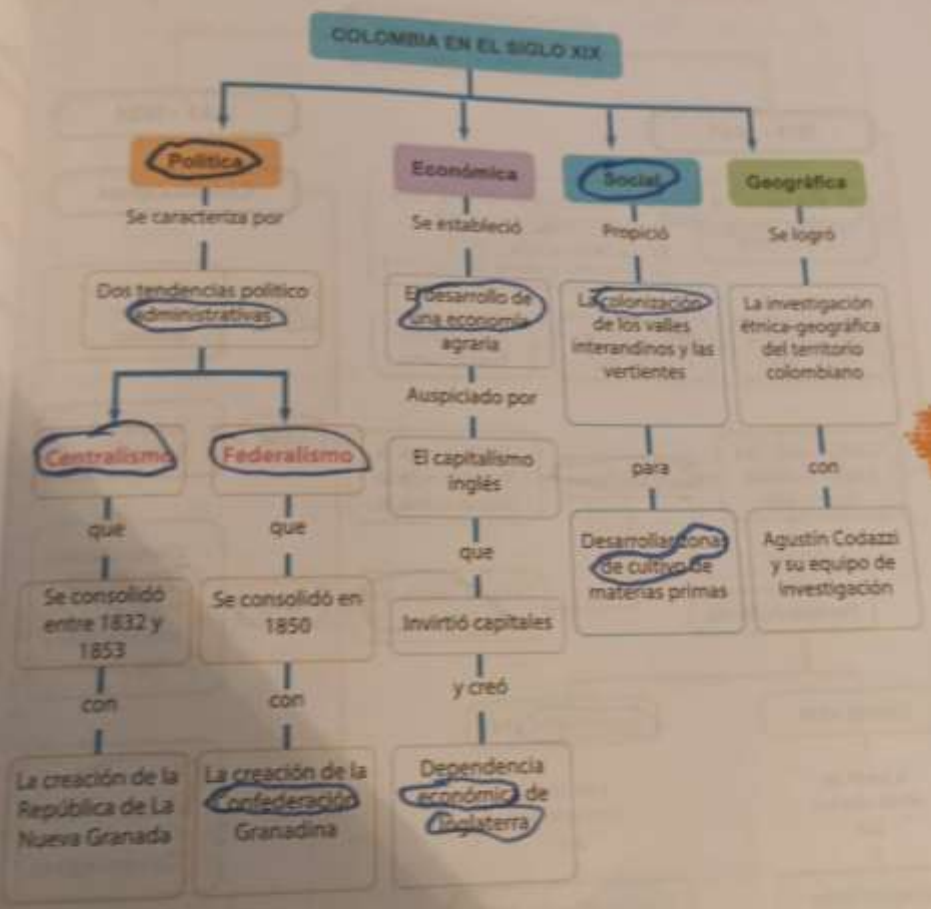 COLOMBIA EN EL SIGLO XIX
Política
Se caracteriza por
Dos tendencias político
administrativas
Centralismo
que
Se consolidó
entre 1832 y
1853
con
La creación de la
República de La
Nueva Granada
Federalismo
que
Se consolidó en
1850
con
La creación de la
Confederación
Granadina
Económica
Se estableció
El desarrollo de
una economía
agraria
Auspiciado por
El capitalismo
inglés
que
Invirtió capitales
y creó
Dependencia
económica de
Inglaterra
Social
Propició
La colonización
de los valles
interandinos y las
vertientes
para
Desarrollar zonas
de cultivo de
materias primas
Geográfica
Se logró
La investigación
étnica-geográfica
del territorio
colombiano
con
Agustín Codazzi
y su equipo de
investigación